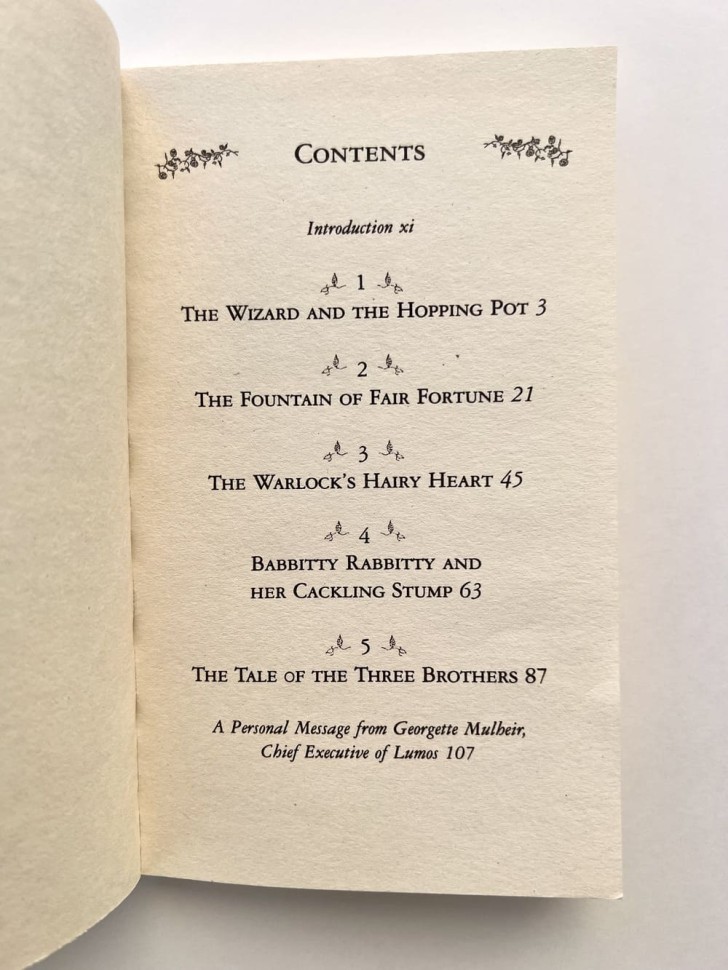 Contents
Introduction xi
1
The Wizard and the Hopping Pot 3
2
The Fountain of Fair Fortune 21
3
The Warlock's Hairy Heart 45
4
Babbitty Rabbitty and
her Cackling Stump 63
5
The Tale of the Three Brothers 87
A Personal Message from Georgette Mulheir,
Chief Executive of Lumos 107